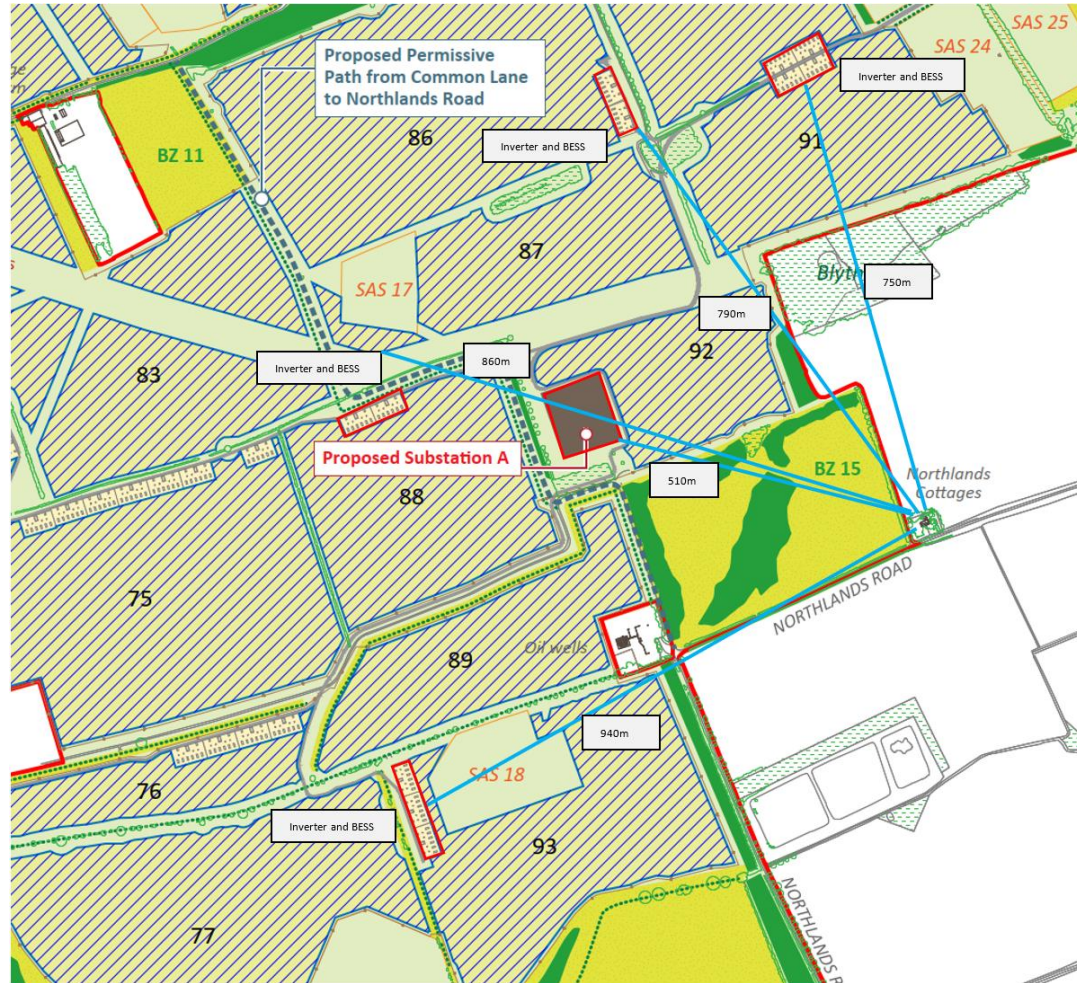 SAS 25
SAS 24
Proposed Permissive
Path from Common Lane
to Northlands Road
Inverter and BESS
86
91
Inverter and BESS
BZ 11
87
SAS 17
750m
790m
92
Inverter and BESS
860m
83
Proposed Substation A
88
510m
BZ 15
Northlands
Cottages
75
NORTHLANDS ROAD
Oil wells
89
940m
SAS 18
76
Inverter and BESS
93
77
NORTHLANDS R